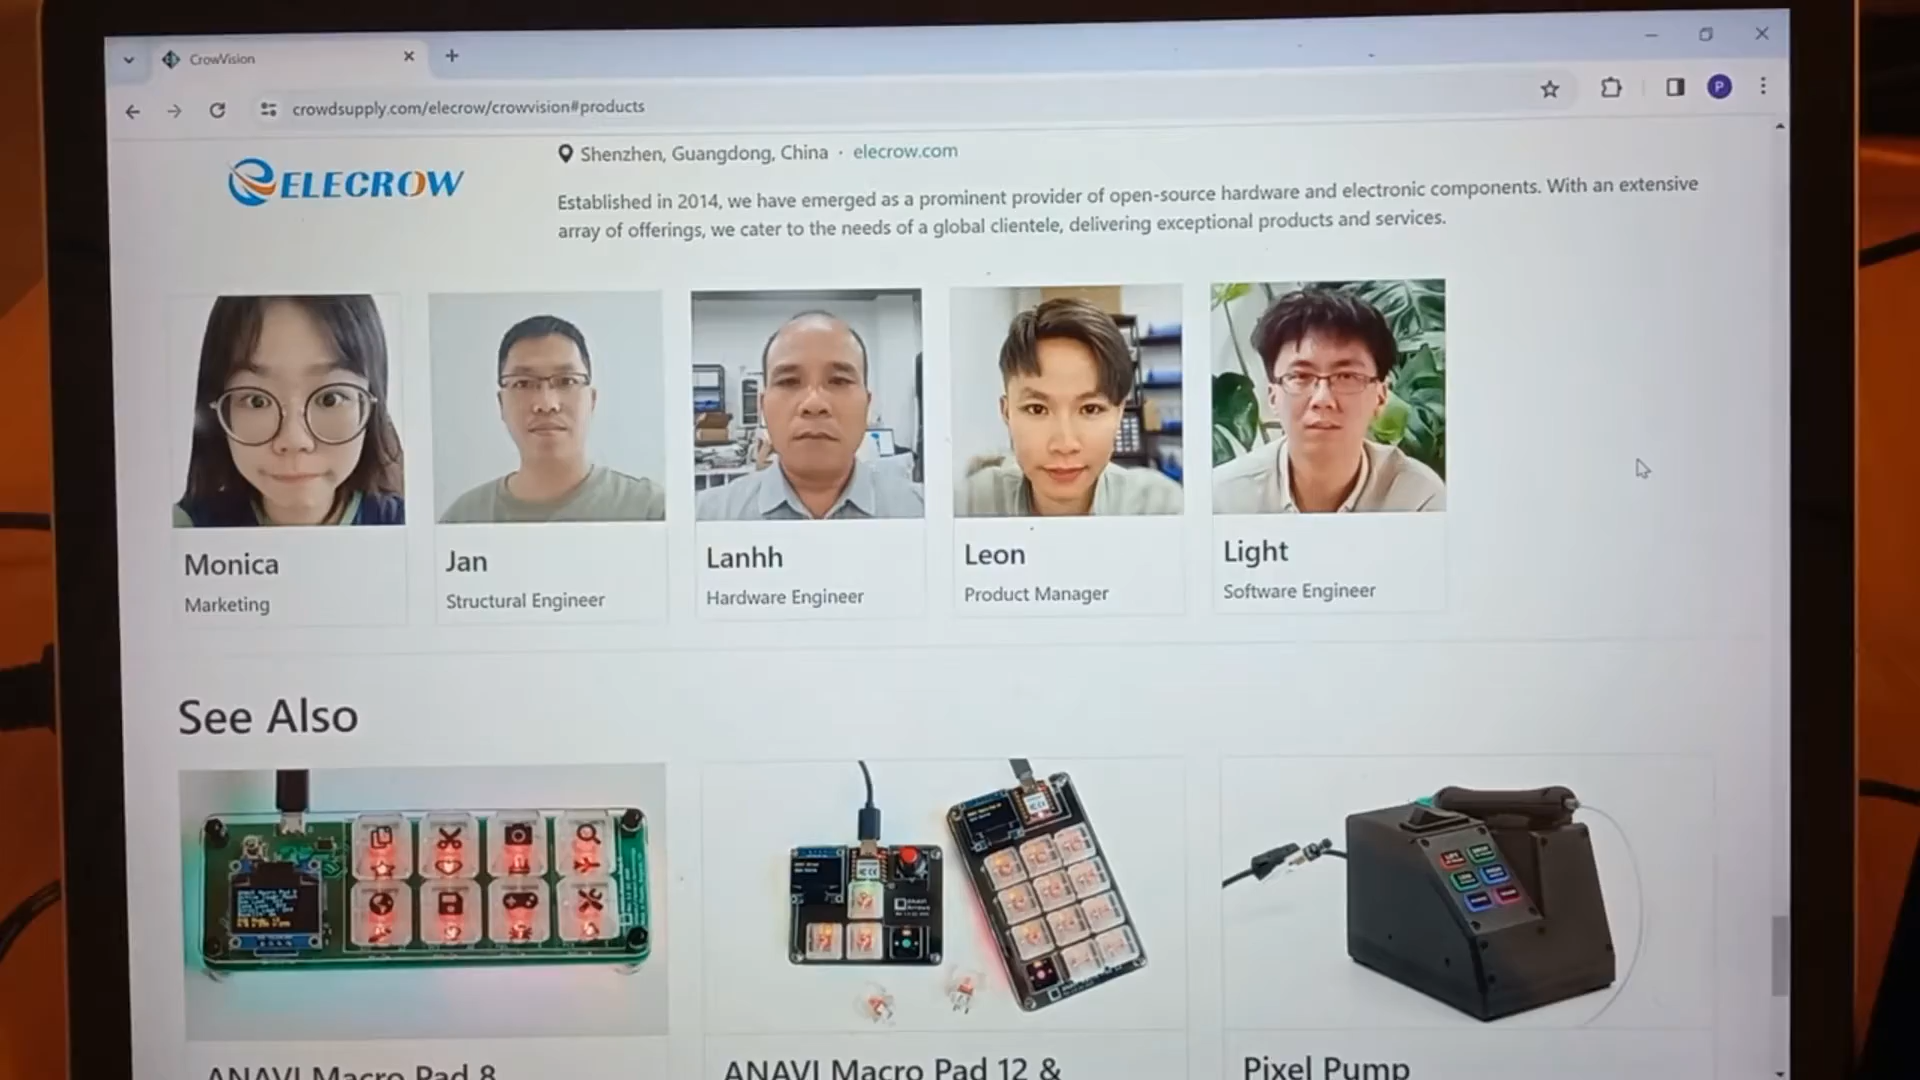 CrowVision
crowdsupply.com/elecrow/crowvision#products
P
ELECROW
Shenzhen, Guangdong, China · elecrow.com
Established in 2014, we have emerged as a prominent provider of open-source hardware and electronic components. With an extensive
array of offerings, we cater to the needs of a global clientele, delivering exceptional products and services.
Monica
Marketing
Jan
Structural Engineer
Lanhh
Hardware Engineer
Leon
Product Manager
Light
Software Engineer
See Also
ANAVI Macro Pad 8
ANAVI Macro Pad 12 &
Pixel Pump